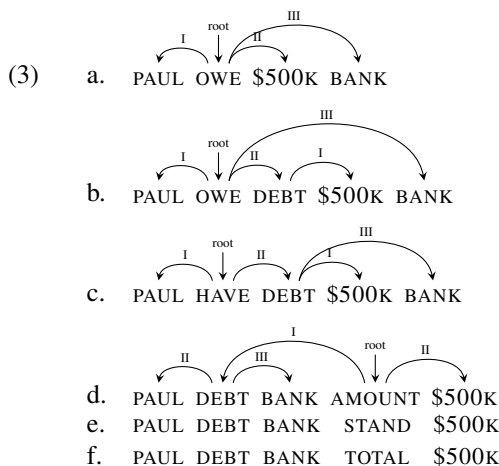 III
root
I II
(3) a. PAUL OWE $500K BANK
III
root
I II I
b. PAUL OWE DEBT $500K BANK
III
root
I II I
c. PAUL HAVE DEBT $500K BANK
I
root
II III II
d. PAUL DEBT BANK AMOUNT $500K
e. PAUL DEBT BANK STAND $500K
f. PAUL DEBT BANK TOTAL $500K